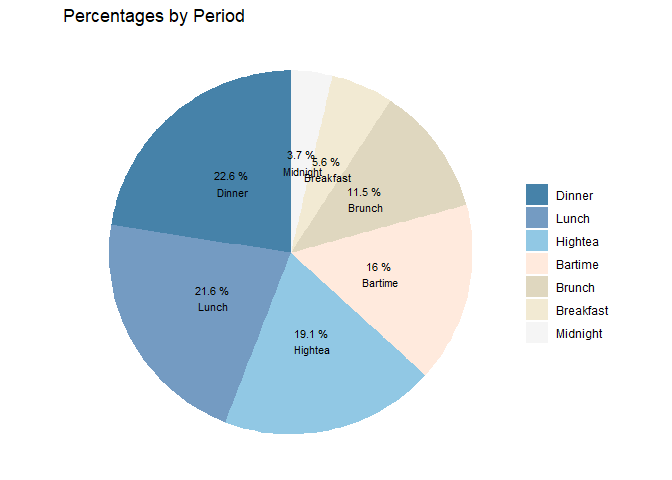 Percentages by Period
3.7 %
Midnight
5.6 %
Breakfast
22.6 %
Dinner
11.5 %
Brunch
16 %
Bartime
21.6 %
Lunch
19.1 %
Hightea
Dinner
Lunch
Hightea
Bartime
Brunch
Breakfast
Midnight